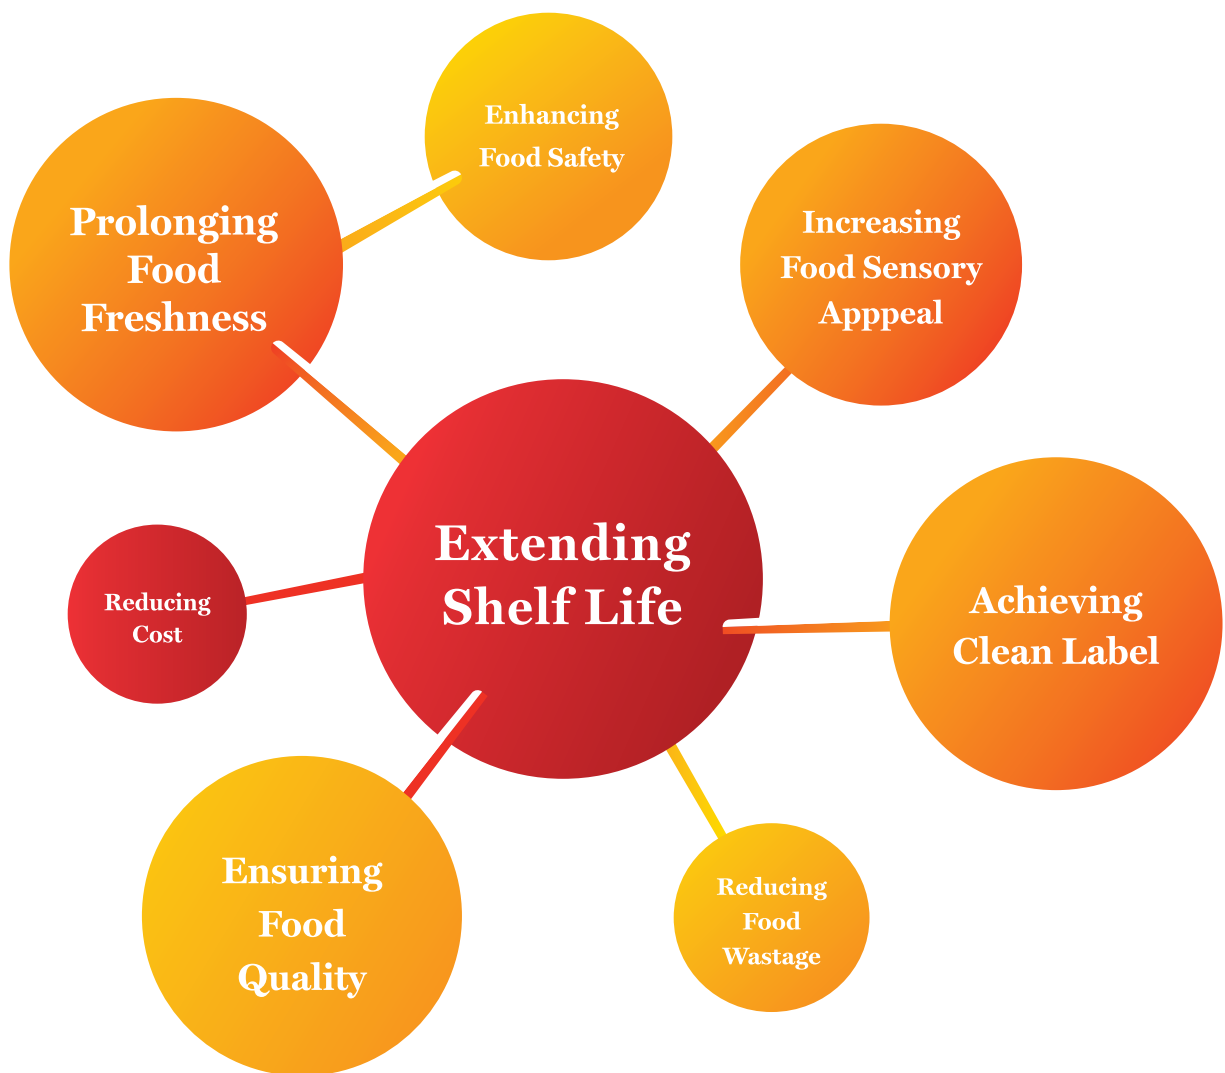 Enhancing
Food Safety
Prolonging
Food
Freshness
Increasing
Food Sensory
Apppeal
Extending
Shelf Life
Achieving
Clean Label
Reducing
Cost
Ensuring
Food
Quality
Reducing
Food
Wastage